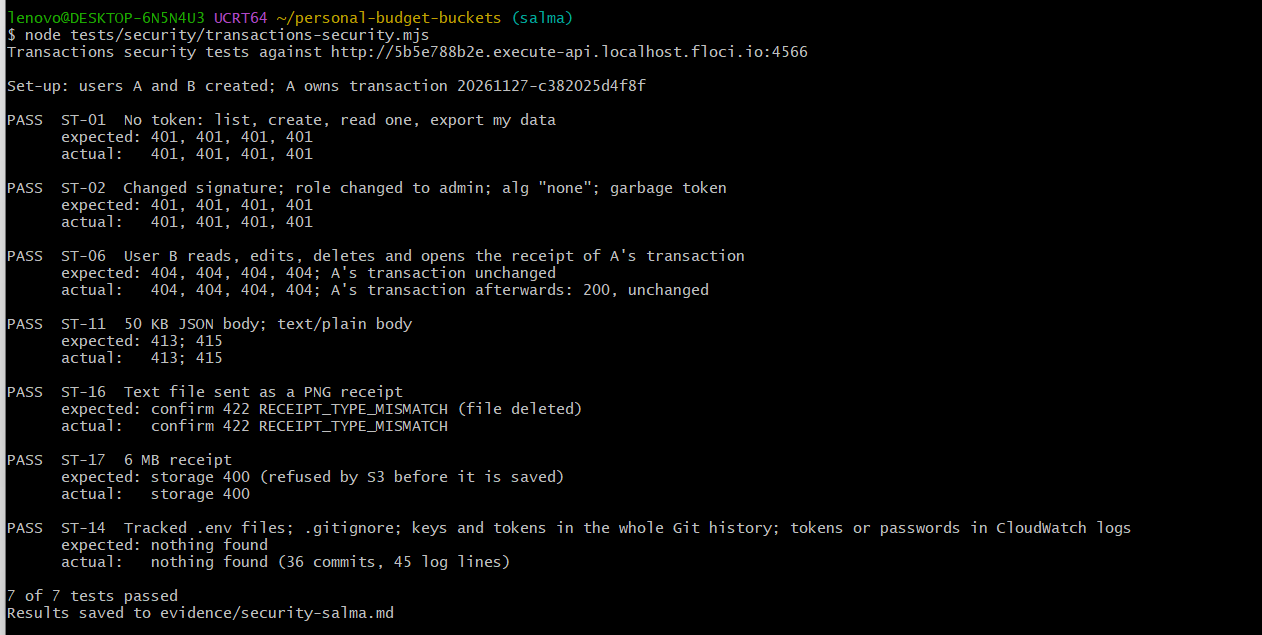 lenovo@DESKTOP-6N5N4U3 UCRT64 ~/personal-budget-buckets (salma)
$ node tests/security/transactions-security.mjs
Transactions security tests against http://5b5e788b2e.execute-api.localhost.floci.io:4566
Set-up: users A and B created; A owns transaction 20261127-c382025d4f8f
PASS  ST-01  No token: list, create, read one, export my data
      expected: 401, 401, 401, 401
      actual:   401, 401, 401, 401
PASS  ST-02  Changed signature; role changed to admin; alg "none"; garbage token
      expected: 401, 401, 401, 401
      actual:   401, 401, 401, 401
PASS  ST-06  User B reads, edits, deletes and opens the receipt of A's transaction
      expected: 404, 404, 404, 404; A's transaction unchanged
      actual:   404, 404, 404, 404; A's transaction afterwards: 200, unchanged
PASS  ST-11  50 KB JSON body; text/plain body
      expected: 413; 415
      actual:   413; 415
PASS  ST-16  Text file sent as a PNG receipt
      expected: confirm 422 RECEIPT_TYPE_MISMATCH (file deleted)
      actual:   confirm 422 RECEIPT_TYPE_MISMATCH
PASS  ST-17  6 MB receipt
      expected: storage 400 (refused by S3 before it is saved)
      actual:   storage 400
PASS  ST-14  Tracked .env files; .gitignore; keys and tokens in the whole Git history; tokens or passwords in CloudWatch logs
      expected: nothing found
      actual:   nothing found (36 commits, 45 log lines)
7 of 7 tests passed
Results saved to evidence/security-salma.md